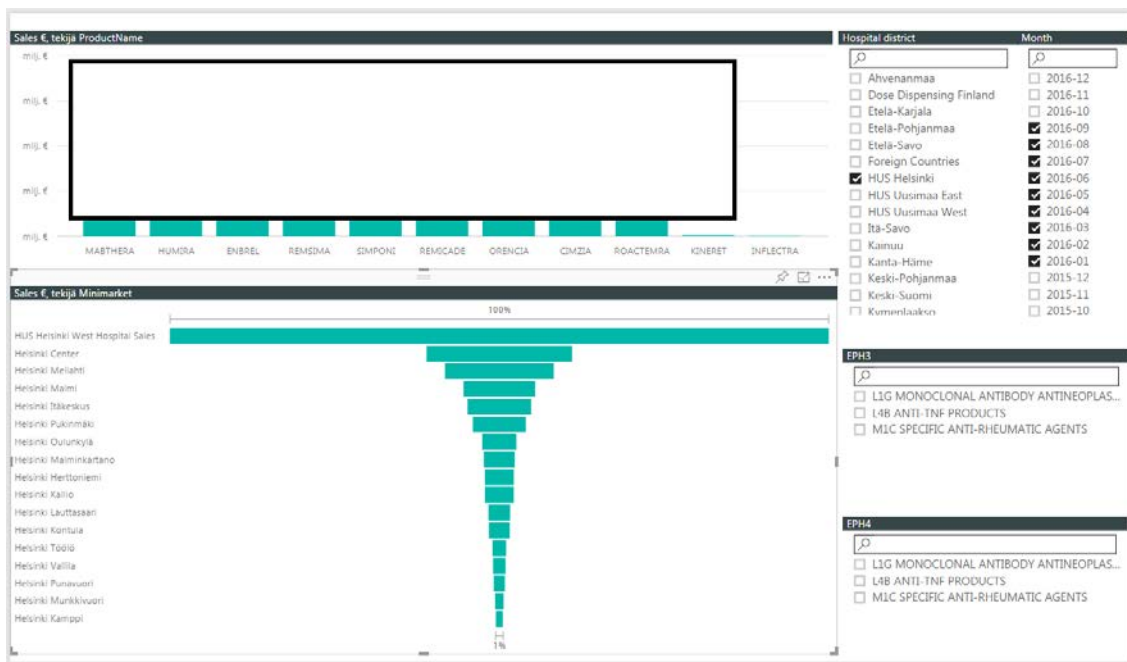 Sales €, tekijä ProductName
milj. €
milj. €
milj. €
milj. €
milj. €
MABTHERA HUMIRA ENBREL REMSIMA SIMPONI REMICADE ORENCIA CIMZIA ROACTEMRA KINERET INFLECTRA
Sales €, tekijä Minimarket
100%
HUS Helsinki West Hospital Sales
Helsinki Center
Helsinki Meilahti
Helsinki Malmi
Helsinki Itäkeskus
Helsinki Pukinmäki
Helsinki Oulunkylä
Helsinki Malminkartano
Helsinki Herttoniemi
Helsinki Kallio
Helsinki Lauttasaari
Helsinki Kontula
Helsinki Töölö
Helsinki Vallila
Helsinki Punavuori
Helsinki Munkkivuori
Helsinki Kamppi
1%
Hospital district
Ahvenanmaa
Dose Dispensing Finland
Etelä-Karjala
Etelä-Pohjanmaa
Etelä-Savo
Foreign Countries
HUS Helsinki
HUS Uusimaa East
HUS Uusimaa West
Itä-Savo
Kainuu
Kanta-Häme
Keski-Pohjanmaa
Keski-Suomi
Kymenlaakso
Month
2016-12
2016-11
2016-10
2016-09
2016-08
2016-07
2016-06
2016-05
2016-04
2016-03
2016-02
2016-01
2015-12
2015-11
2015-10
EPH3
L1G MONOCLONAL ANTIBODY ANTINEOPLAS...
L4B ANTI-TNF PRODUCTS
M1C SPECIFIC ANTI-RHEUMATIC AGENTS
EPH4
L1G MONOCLONAL ANTIBODY ANTINEOPLAS...
L4B ANTI-TNF PRODUCTS
M1C SPECIFIC ANTI-RHEUMATIC AGENTS